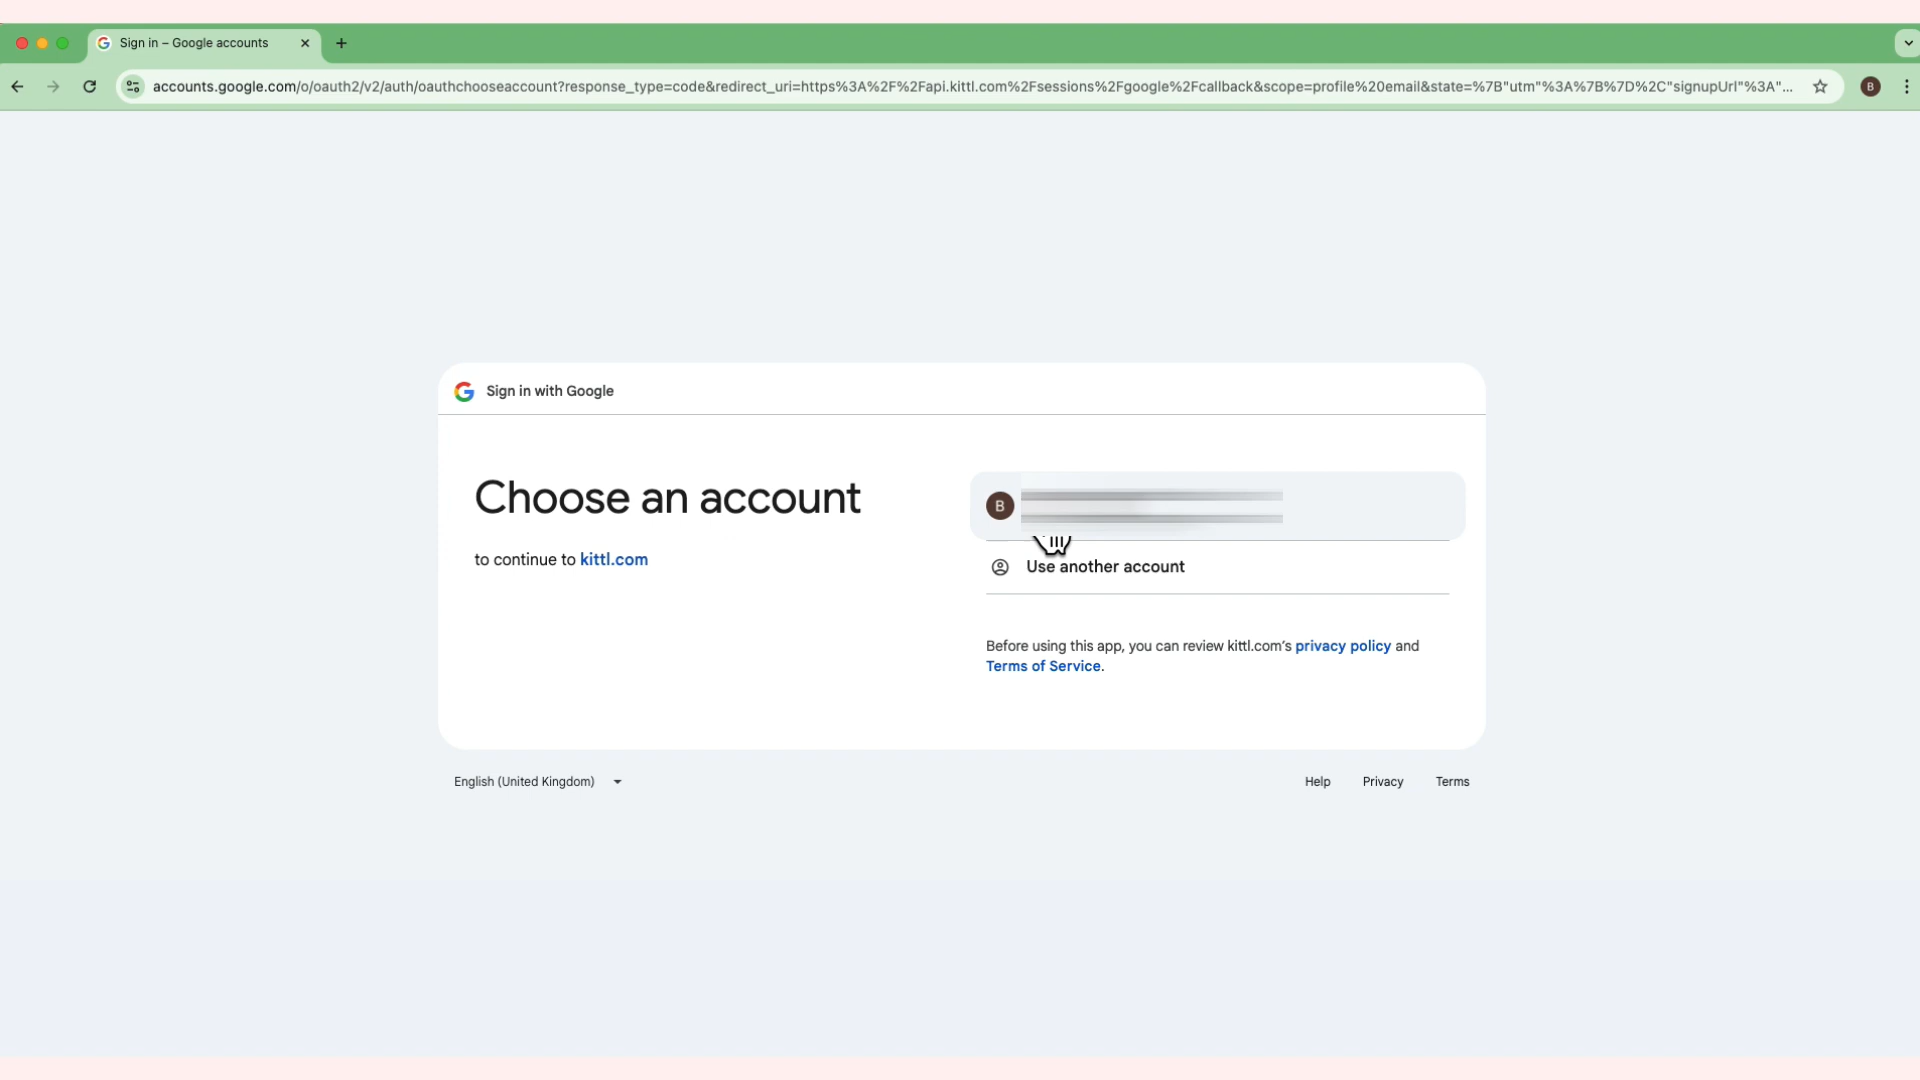 Sign in – Google accounts
accounts.google.com/o/oauth2/v2/auth/oauthchooseaccount?response_type=code&redirect_uri=https%3A%2F%2Fapi.kittl.com%2Fsessions%2Fgoogle%2Fcallback&scope=profile%20email&state=%7B"utm"%3A%7B%7D%2C"signupUrl"%3A"...
B
Sign in with Google
Choose an account
to continue to kittl.com
B
Use another account
Before using this app, you can review kittl.com’s privacy policy and
Terms of Service.
English (United Kingdom)
Help
Privacy
Terms